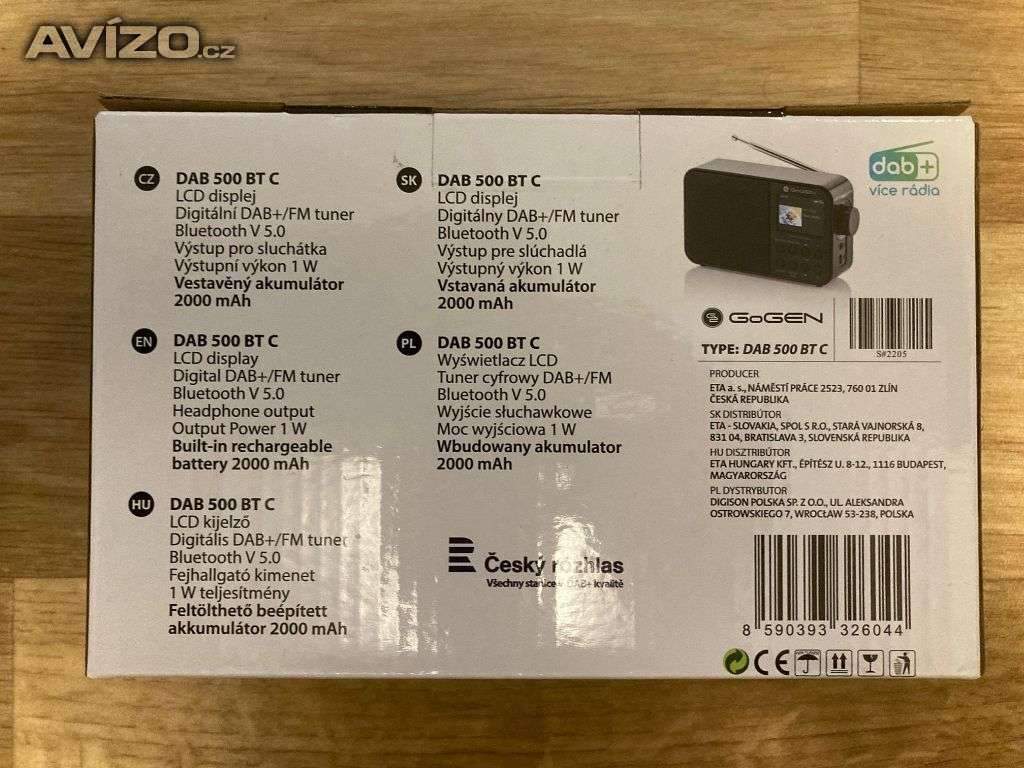 AVÍZO.cz
CZ
DAB 500 BT C
LCD displej
Digitální DAB+/FM tuner
Bluetooth V 5.0
Výstup pro sluchátka
Výstupní výkon 1 W
Vestavěný akumulátor
2000 mAh
SK
DAB 500 BT C
LCD displej
Digitálny DAB+/FM tuner
Bluetooth V 5.0
Výstup pre slúchadlá
Výstupný výkon 1 W
Vstavaná akumulátor
2000 mAh
EN
DAB 500 BT C
LCD display
Digital DAB+/FM tuner
Bluetooth V 5.0
Headphone output
Output Power 1 W
Built-in rechargeable
battery 2000 mAh
PL
DAB 500 BT C
Wyświetlacz LCD
Tuner cyfrowy DAB+/FM
Bluetooth V 5.0
Wyjście słuchawkowe
Moc wyjściowa 1 W
Wbudowany akumulator
2000 mAh
HU
DAB 500 BT C
LCD kijelző
Digitális DAB+/FM tuner
Bluetooth V 5.0
Fejhallgató kimenet
1 W teljesítmény
Feltölthető beépített
akkumulátor 2000 mAh
Český rozhlas
Všechny stanice v DAB+ kvalitě
dab+
více rádia
GoGEN
GoGEN
S#2205
TYPE: DAB 500 BT C
PRODUCER
ETA a. s., NÁMĚSTÍ PRÁCE 2523, 760 01 ZLÍN
ČESKÁ REPUBLIKA
SK DISTRIBÚTOR
ETA - SLOVAKIA, SPOL S R.O., STARÁ VAJNORSKÁ 8,
831 04, BRATISLAVA 3, SLOVENSKÁ REPUBLIKA
HU DISZTRIBÚTOR
ETA HUNGARY KFT., ÉPÍTÉSZ U. 8-12., 1116 BUDAPEST,
MAGYARORSZÁG
PL DYSTRYBUTOR
DIGISON POLSKA SP. Z O.O., UL. ALEKSANDRA
OSTROWSKIEGO 7, WROCŁAW 53-238, POLSKA
8 590393 326044
CE